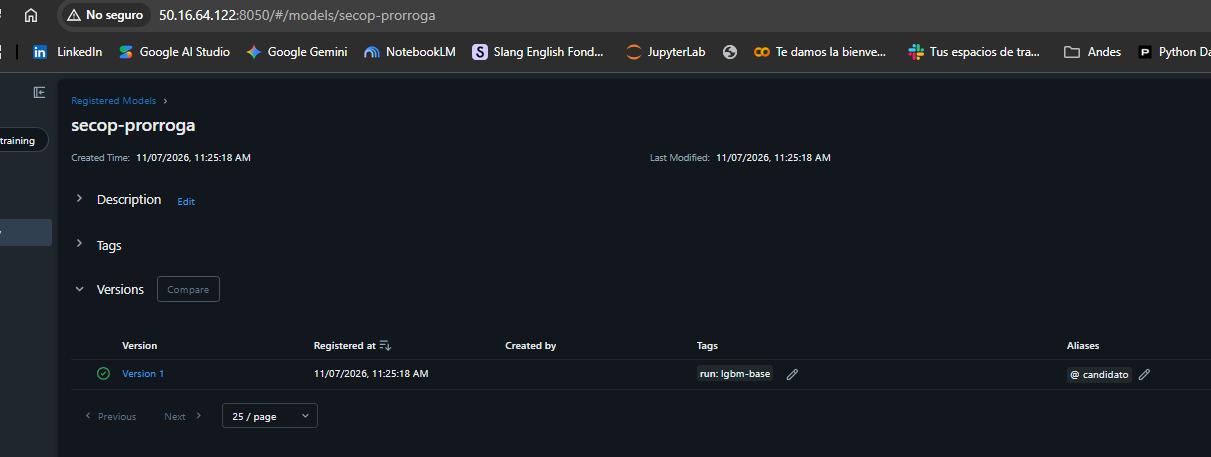 No seguro 50.16.64.122:8050/#/models/secop-prorroga
LinkedIn Google AI Studio Google Gemini NotebookLM Slang English Fond... JupyterLab Te damos la bienve... Tus espacios de tra... Andes Python Da
training
Registered Models
secop-prorroga
Created Time: 11/07/2026, 11:25:18 AM Last Modified: 11/07/2026, 11:25:18 AM
Description Edit
Tags
Versions Compare
Version Registered at Created by Tags Aliases
Version 1 11/07/2026, 11:25:18 AM run: lgbm-base @ candidato
Previous Next 25 / page